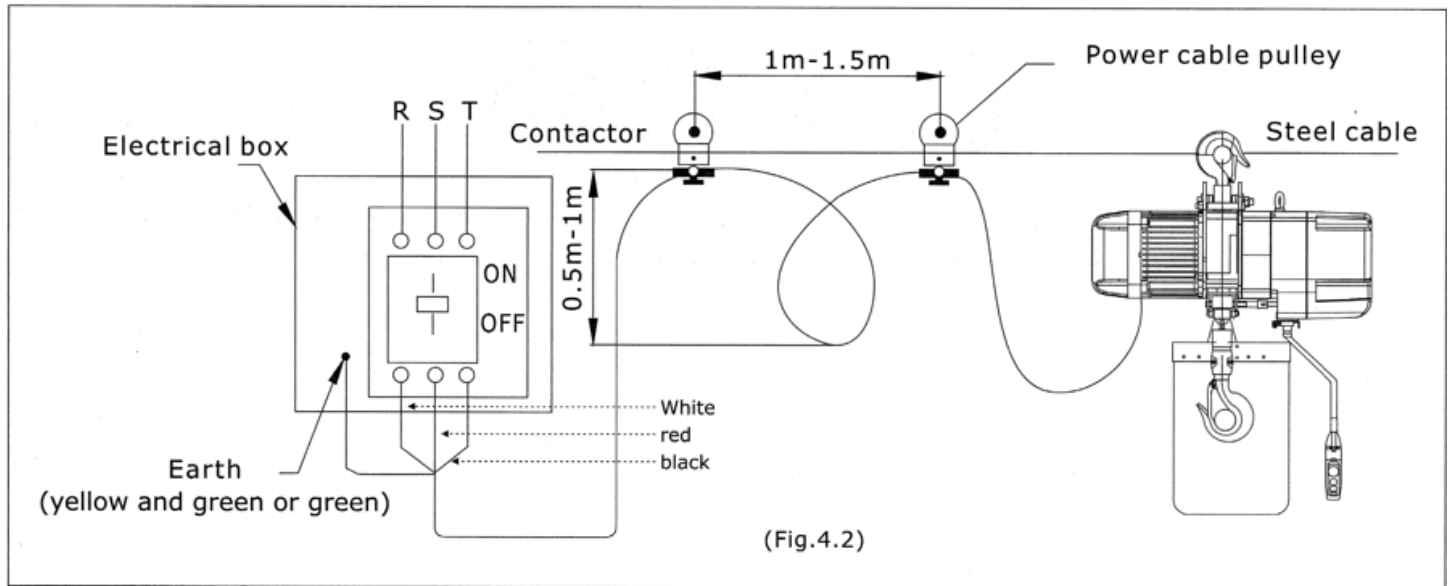 1m-1.5m
Power cable pulley
R S T
Contactor
Steel cable
Electrical box
0.5m-1m
ON
OFF
White
red
black
Earth
(yellow and green or green)
(Fig.4.2)